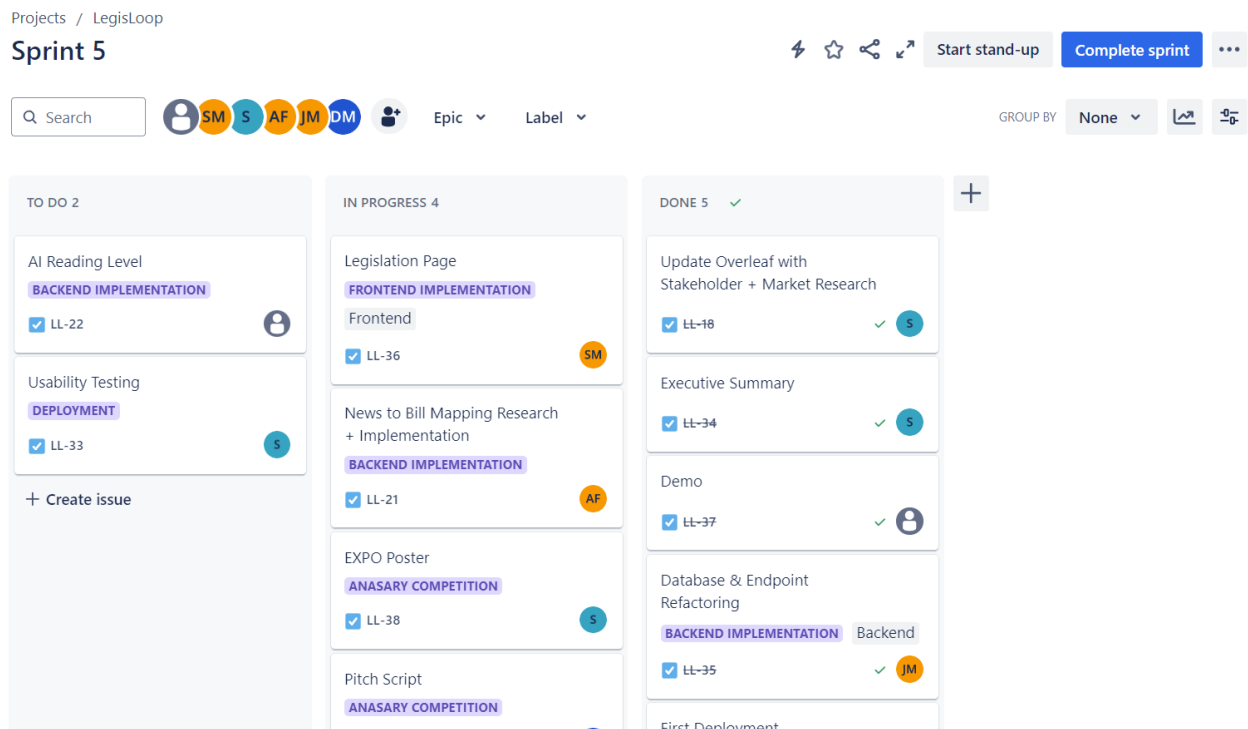 Projects / LegisLoop
Sprint 5
Start stand-up
Complete sprint
Search
SM
S
AF
JM
DM
Epic
Label
GROUP BY
None
TO DO 2
AI Reading Level
BACKEND IMPLEMENTATION
LL-22
Usability Testing
DEPLOYMENT
LL-33
S
+ Create issue
IN PROGRESS 4
Legislation Page
FRONTEND IMPLEMENTATION
Frontend
LL-36
SM
News to Bill Mapping Research
+ Implementation
BACKEND IMPLEMENTATION
LL-21
AF
EXPO Poster
ANASARY COMPETITION
LL-38
S
Pitch Script
ANASARY COMPETITION
DONE 5
Update Overleaf with
Stakeholder + Market Research
LL-18
S
Executive Summary
LL-34
S
Demo
LL-37
Database & Endpoint
Refactoring
BACKEND IMPLEMENTATION Backend
LL-35
JM
First Deployment